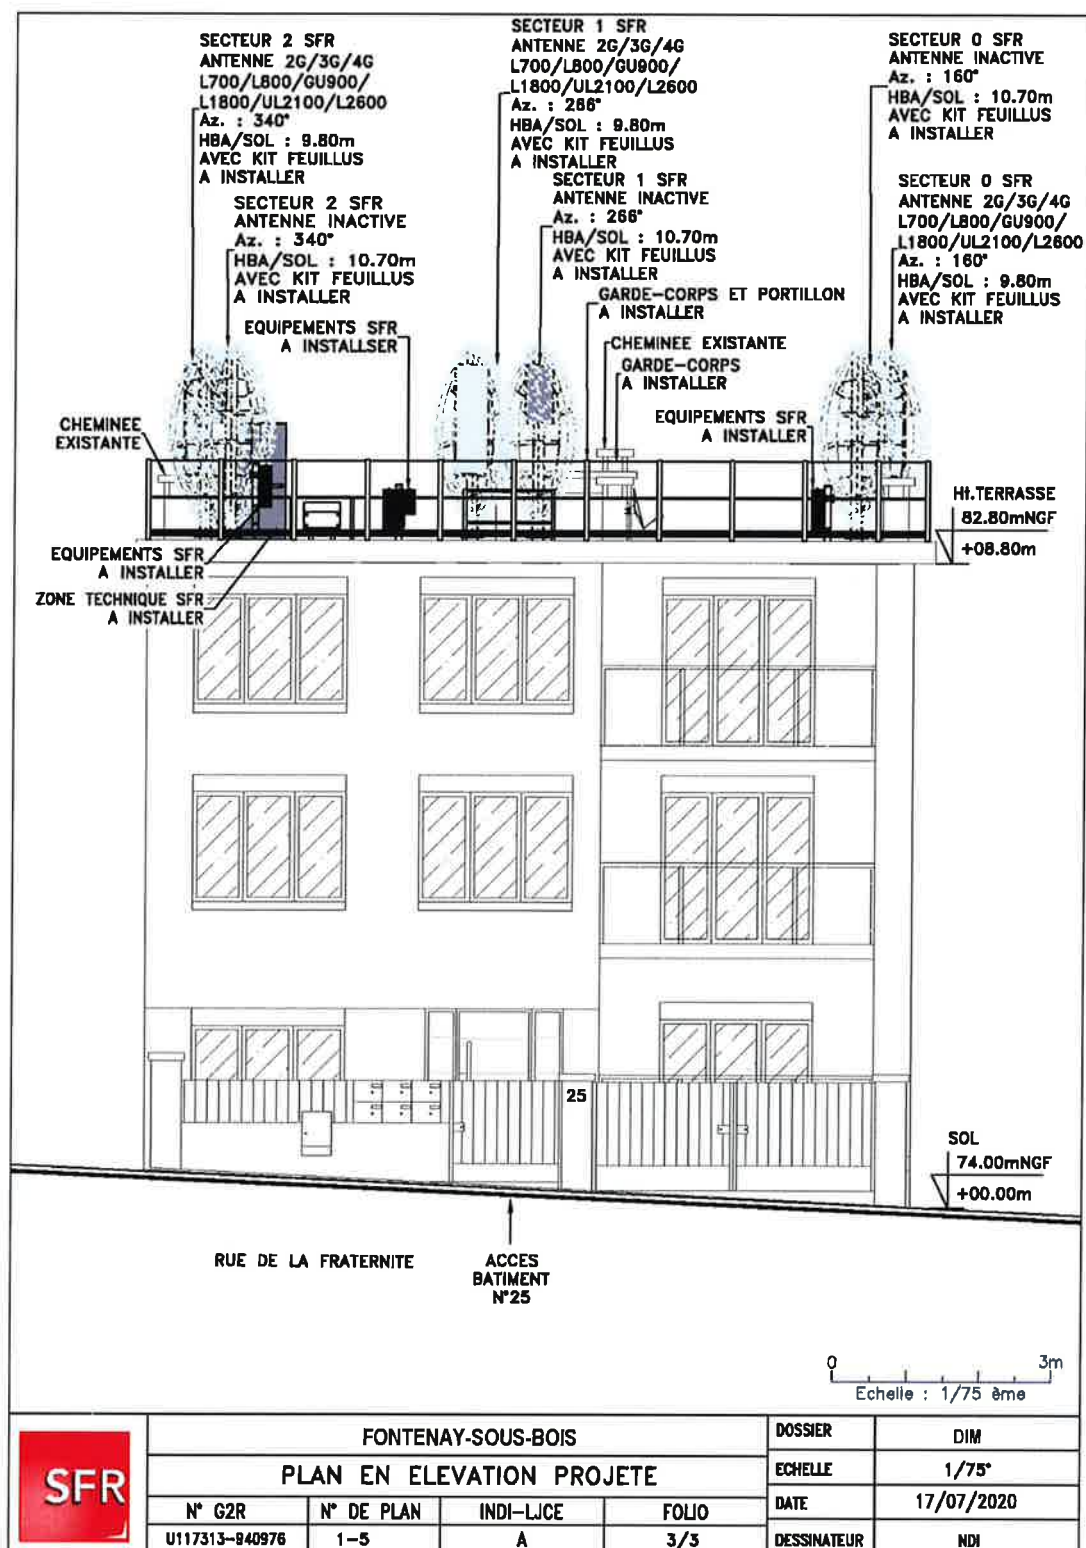 SECTEUR 2 SFR
ANTENNE 2G/3G/4G
L700/L800/GU900/
L1800/UL2100/L2600
Az. : 340°
HBA/SOL : 9.80m
AVEC KIT FEUILLUS
A INSTALLER
SECTEUR 2 SFR
ANTENNE INACTIVE
Az. : 340°
HBA/SOL : 10.70m
AVEC KIT FEUILLUS
A INSTALLER
SECTEUR 1 SFR
ANTENNE 2G/3G/4G
L700/L800/GU900/
L1800/UL2100/L2600
Az. : 266°
HBA/SOL : 9.80m
AVEC KIT FEUILLUS
A INSTALLER
SECTEUR 1 SFR
ANTENNE INACTIVE
Az. : 266°
HBA/SOL : 10.70m
AVEC KIT FEUILLUS
A INSTALLER
SECTEUR 0 SFR
ANTENNE INACTIVE
Az. : 160°
HBA/SOL : 10.70m
AVEC KIT FEUILLUS
A INSTALLER
SECTEUR 0 SFR
ANTENNE 2G/3G/4G
L700/L800/GU900/
L1800/UL2100/L2600
Az. : 160°
HBA/SOL : 9.80m
AVEC KIT FEUILLUS
A INSTALLER
EQUIPEMENTS SFR
A INSTALLSER
GARDE-CORPS ET PORTILLON
A INSTALLER
CHEMINEE EXISTANTE
GARDE-CORPS
A INSTALLER
EQUIPEMENTS SFR
A INSTALLER
CHEMINEE
EXISTANTE
Ht.TERRASSE
82.80mNGF
+08.80m
EQUIPEMENTS SFR
A INSTALLER
ZONE TECHNIQUE SFR
A INSTALLER
25
SOL
74.00mNGF
+00.00m
RUE DE LA FRATERNITE
ACCES
BATIMENT
N°25
0 3m
Echelle : 1/75 ème
SFR
FONTENAY-SOUS-BOIS
PLAN EN ELEVATION PROJETE
N° G2R N° DE PLAN INDI-LJCE FOLIO
U117313-940976 1-5 A 3/3
DOSSIER DIM
ECHELLE 1/75°
DATE 17/07/2020
DESSINATEUR NDI